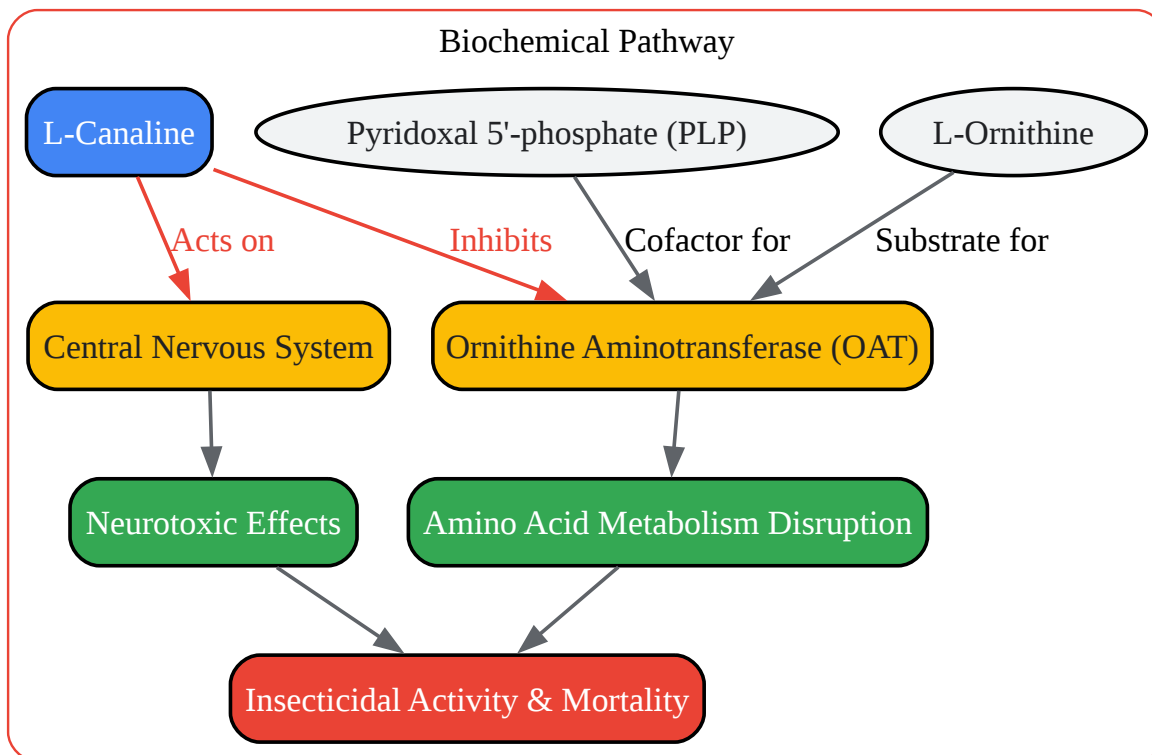 Biochemical Pathway
L-Canaline
Pyridoxal 5'-phosphate (PLP)
L-Ornithine
Acts on
Inhibits
Cofactor for
Substrate for
Central Nervous System
Ornithine Aminotransferase (OAT)
Neurotoxic Effects
Amino Acid Metabolism Disruption
Insecticidal Activity & Mortality